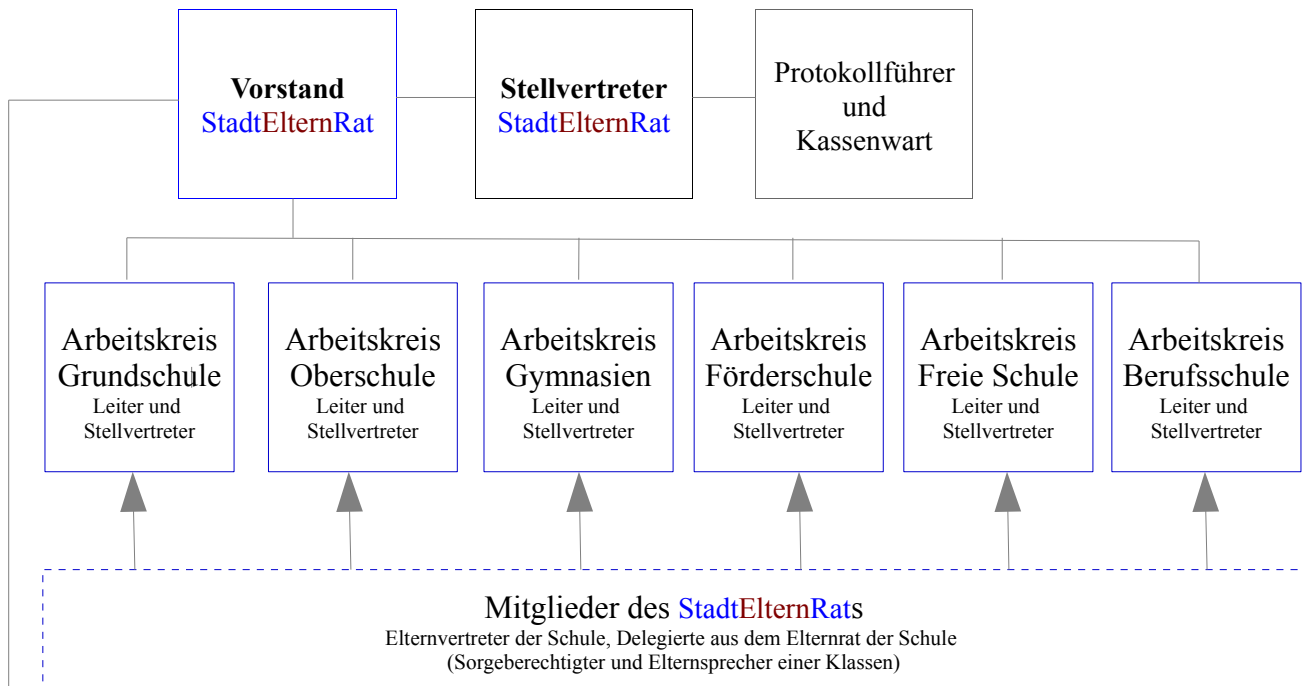 Vorstand
StadtElternRat
Stellvertreter
StadtElternRat
Protokollführer
und
Kassenwart
Arbeitskreis
Grundschule
Leiter und
Stellvertreter
Arbeitskreis
Oberschule
Leiter und
Stellvertreter
Arbeitskreis
Gymnasien
Leiter und
Stellvertreter
Arbeitskreis
Förderschule
Leiter und
Stellvertreter
Arbeitskreis
Freie Schule
Leiter und
Stellvertreter
Arbeitskreis
Berufsschule
Leiter und
Stellvertreter
Mitglieder des StadtElternRats
Elternvertreter der Schule, Delegierte aus dem Elternrat der Schule
(Sorgeberechtigter und Elternsprecher einer Klassen)